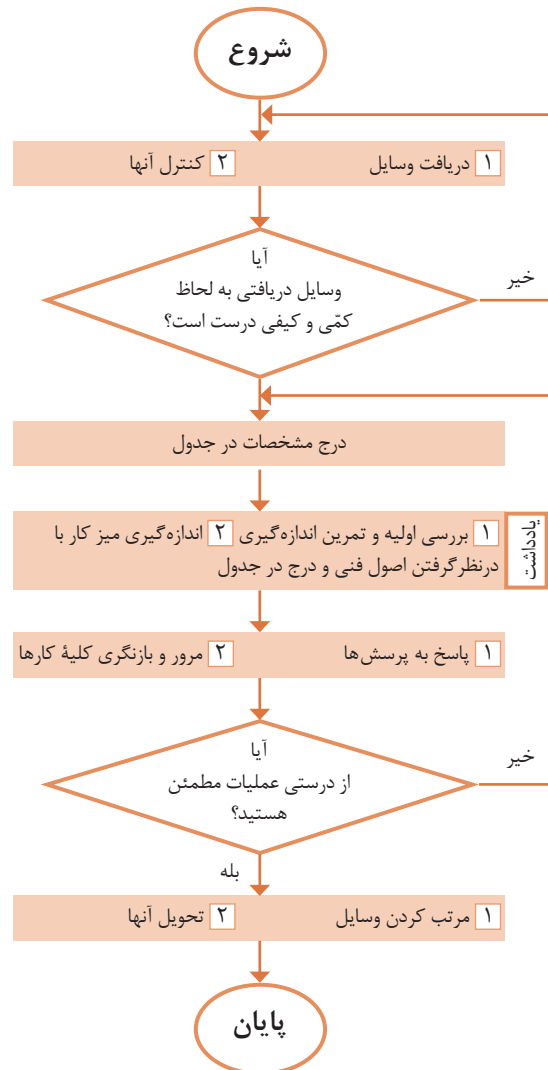 شروع
۱ دریافت وسایل ۲ کنترل آنها
آیا
وسایل دریافتی به لحاظ
کمّی و کیفی درست است؟
خیر
درج مشخصات در جدول
یادداشت
۱ بررسی اولیه و تمرین اندازه‌گیری ۲ اندازه‌گیری میز کار با
درنظرگرفتن اصول فنی و درج در جدول
۱ پاسخ به پرسش‌ها ۲ مرور و بازنگری کلیهٔ کارها
آیا
از درستی عملیات مطمئن
هستید؟
خیر
بله
۱ مرتب کردن وسایل ۲ تحویل آنها
پایان